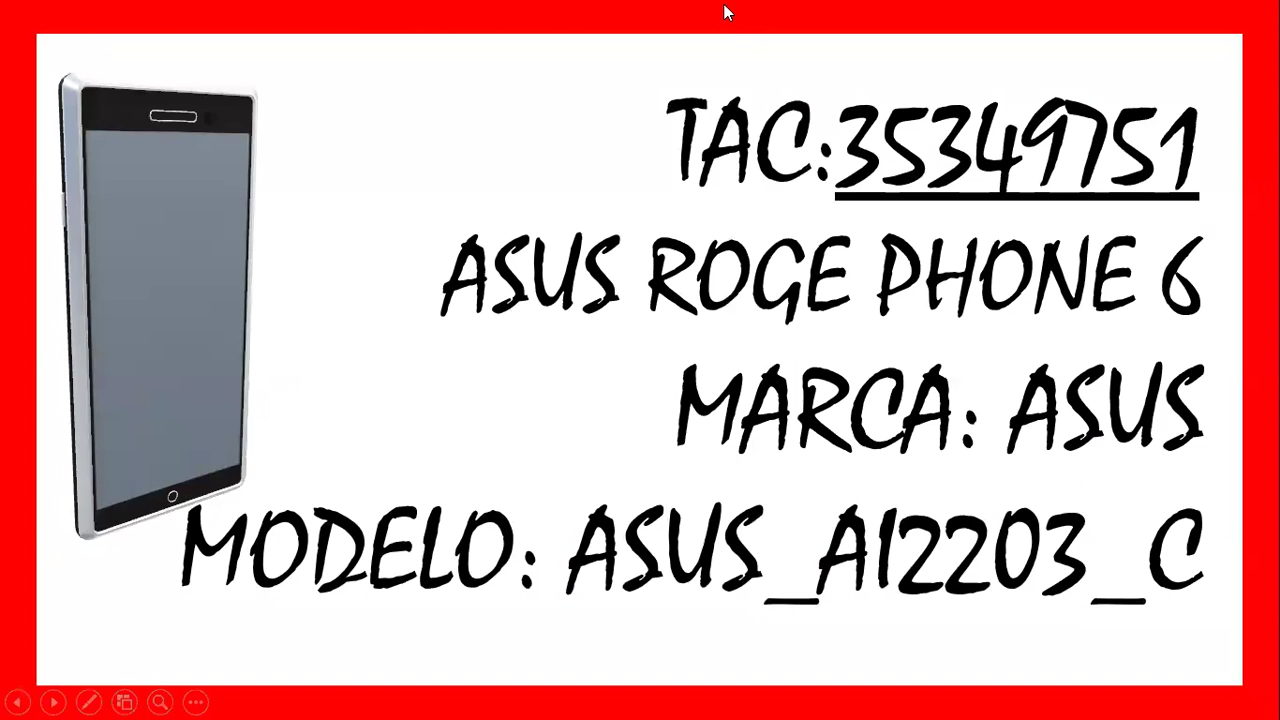 TAC:35349751
ASUS ROGE PHONE 6
MARCA: ASUS
MODELO: ASUS_AI2203_C